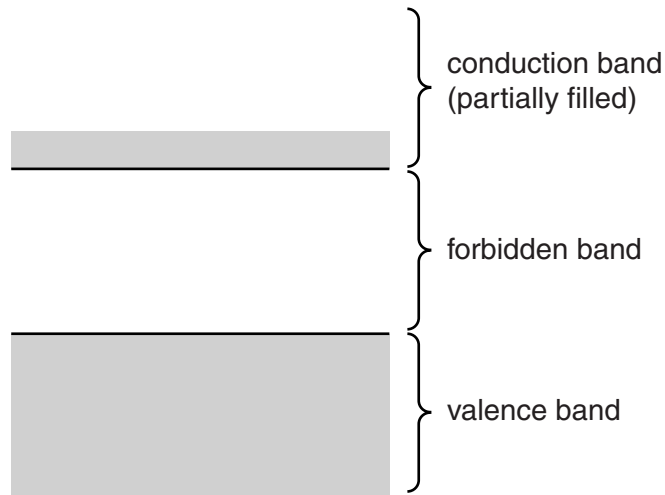 conduction band
(partially filled)
forbidden band
valence band